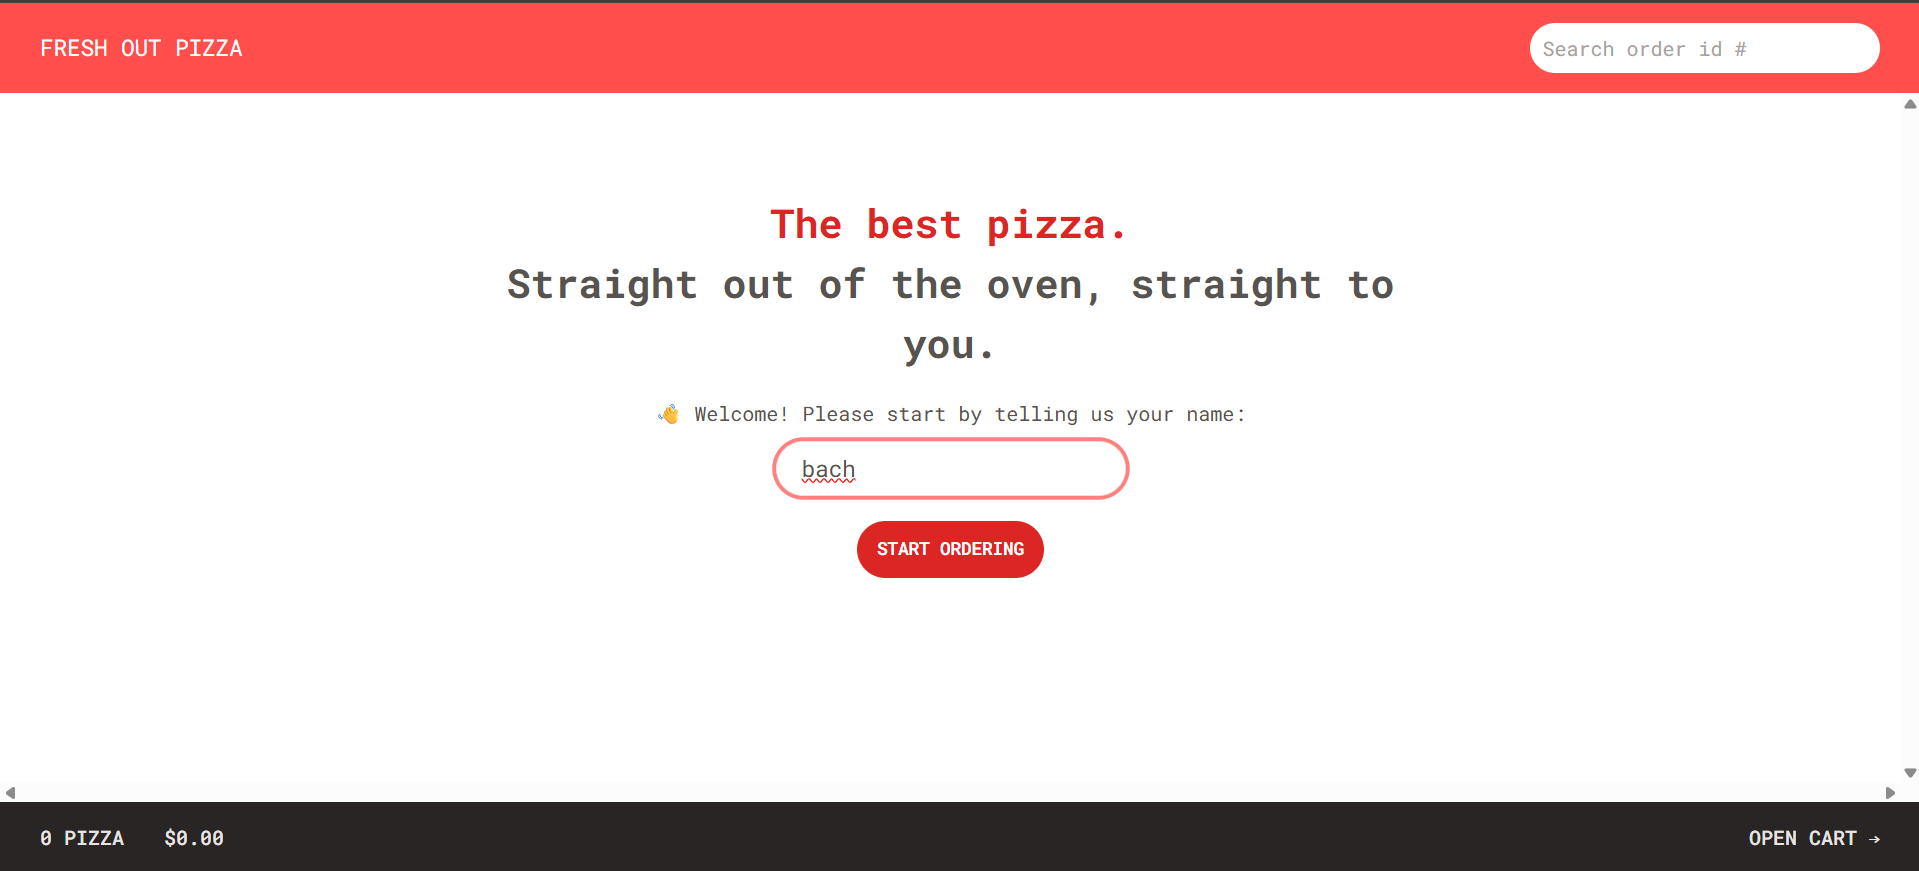 FRESH OUT PIZZA
Search order id #
The best pizza.
Straight out of the oven, straight to
you.
👋 Welcome! Please start by telling us your name:
bach
START ORDERING
0 PIZZA $0.00
OPEN CART →